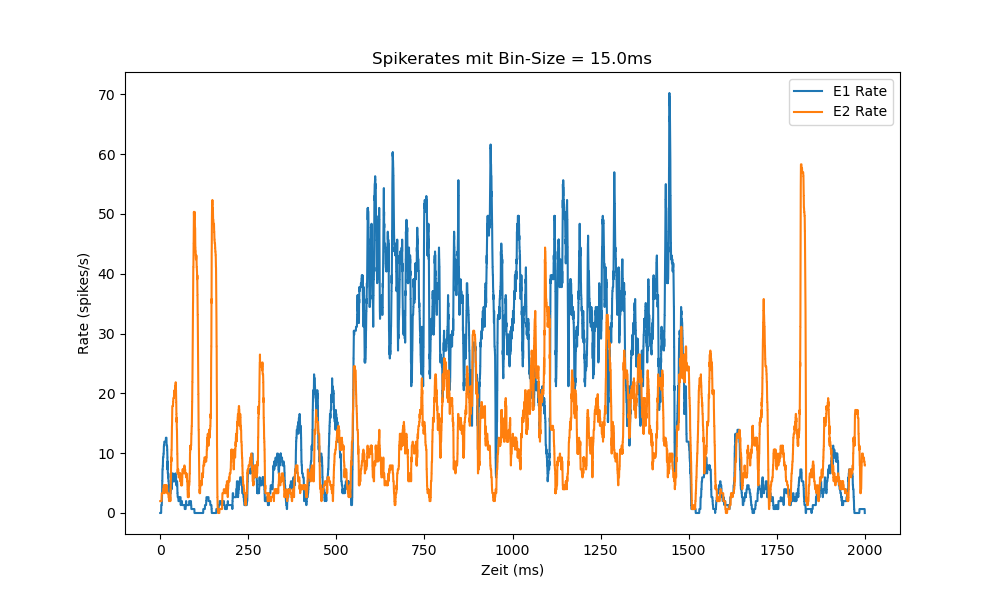 Spikerates mit Bin-Size = 15.0ms
E1 Rate
E2 Rate
Rate (spikes/s)
70
60
50
40
30
20
10
0
0 250 500 750 1000 1250 1500 1750 2000
Zeit (ms)